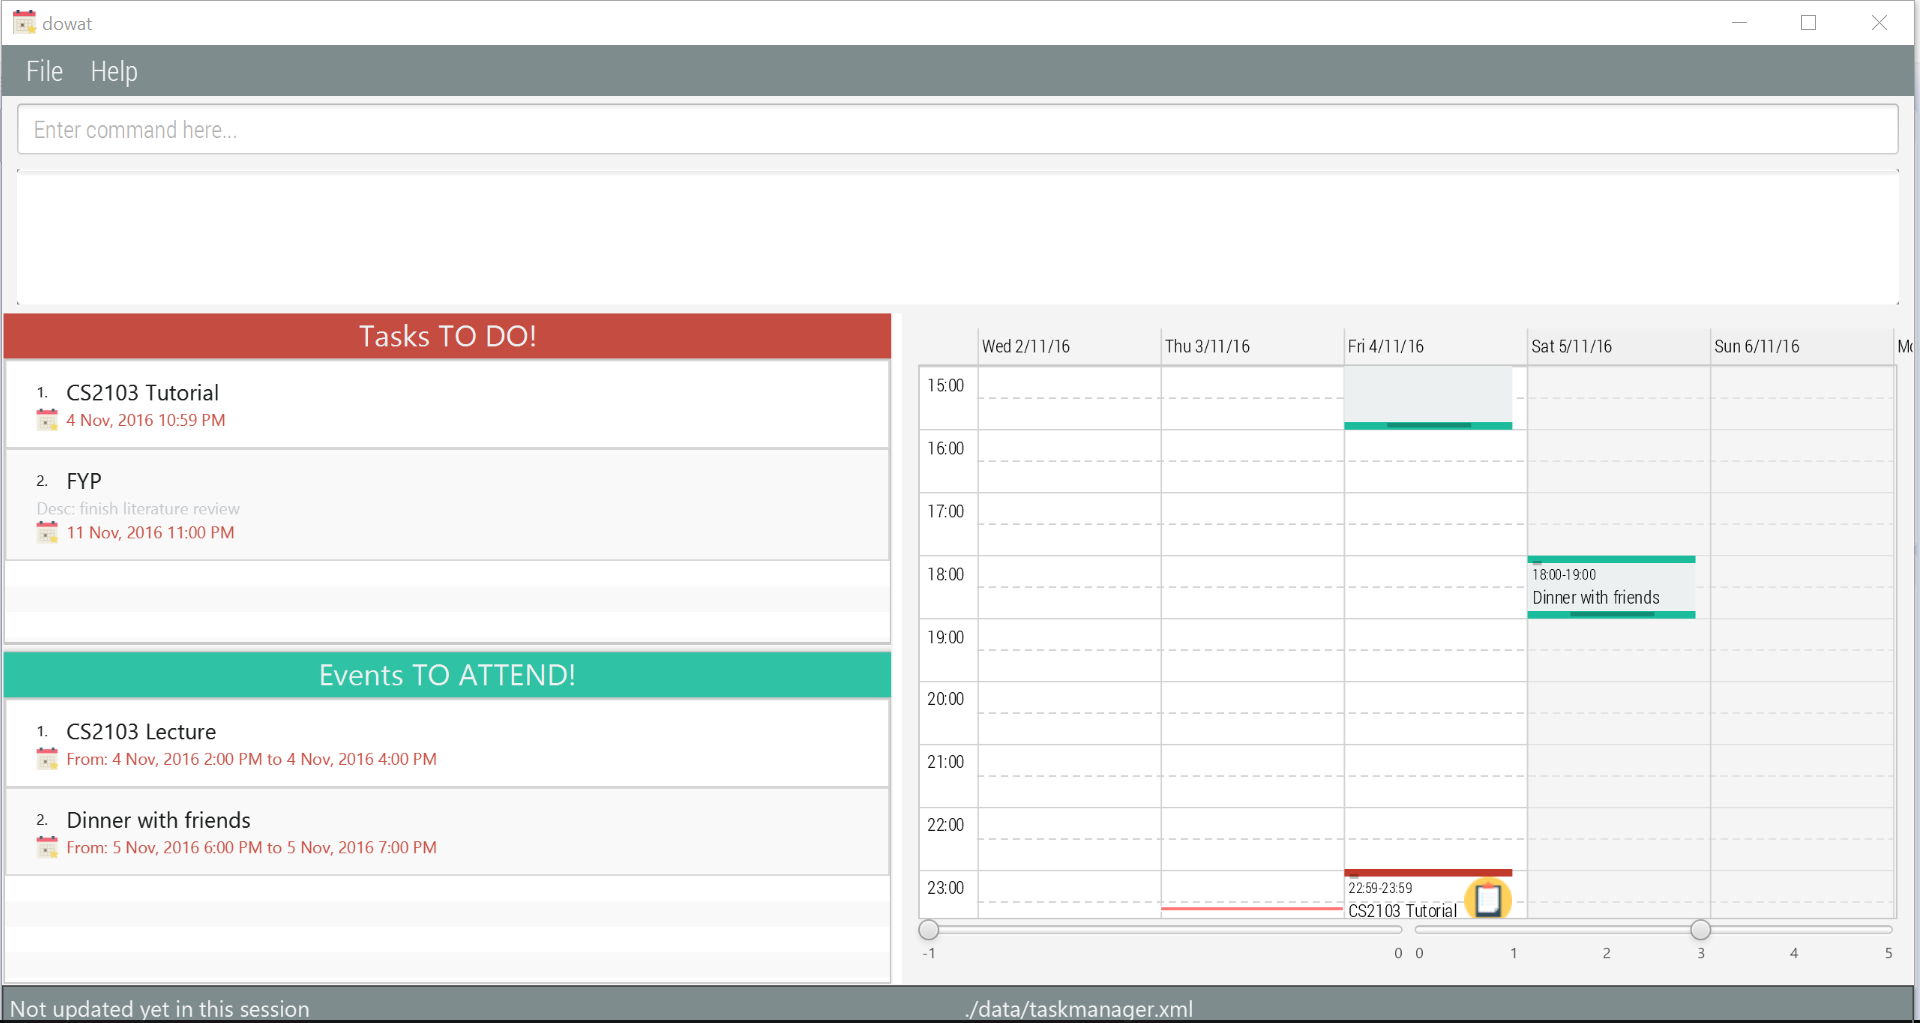 dowat
File Help
Enter command here...
Tasks TO DO!
1. CS2103 Tutorial
4 Nov, 2016 10:59 PM
2. FYP
Desc: finish literature review
11 Nov, 2016 11:00 PM
Events TO ATTEND!
1. CS2103 Lecture
From: 4 Nov, 2016 2:00 PM to 4 Nov, 2016 4:00 PM
2. Dinner with friends
From: 5 Nov, 2016 6:00 PM to 5 Nov, 2016 7:00 PM
Wed 2/11/16 Thu 3/11/16 Fri 4/11/16 Sat 5/11/16 Sun 6/11/16
15:00
16:00
17:00
18:00
18:00-19:00
Dinner with friends
19:00
20:00
21:00
22:00
23:00
22:59-23:59
CS2103 Tutorial
-1 0 0 1 2 3 4 5
Not updated yet in this session ./data/taskmanager.xml